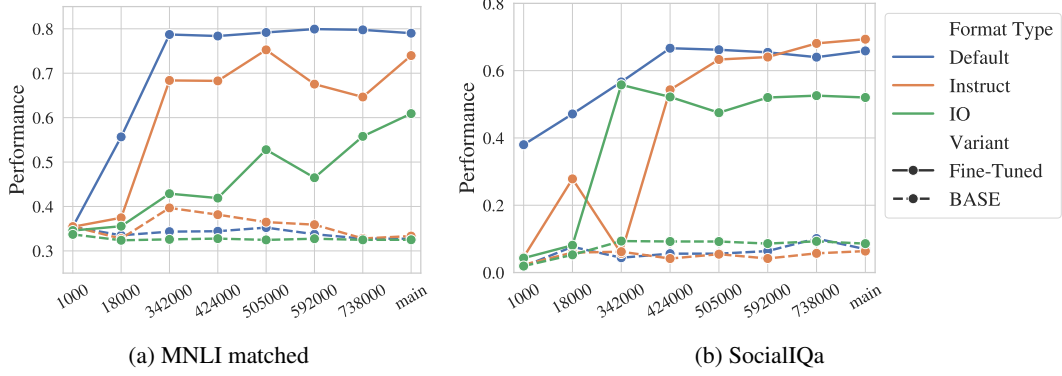 Performance
0.8
0.7
0.6
0.5
0.4
0.3
1000
18000
342000
424000
505000
592000
738000
main
(a) MNLI matched
Performance
0.8
0.6
0.4
0.2
0.0
1000
18000
342000
424000
505000
592000
738000
main
(b) SocialIQa
Format Type
Default
Instruct
IO
Variant
Fine-Tuned
BASE